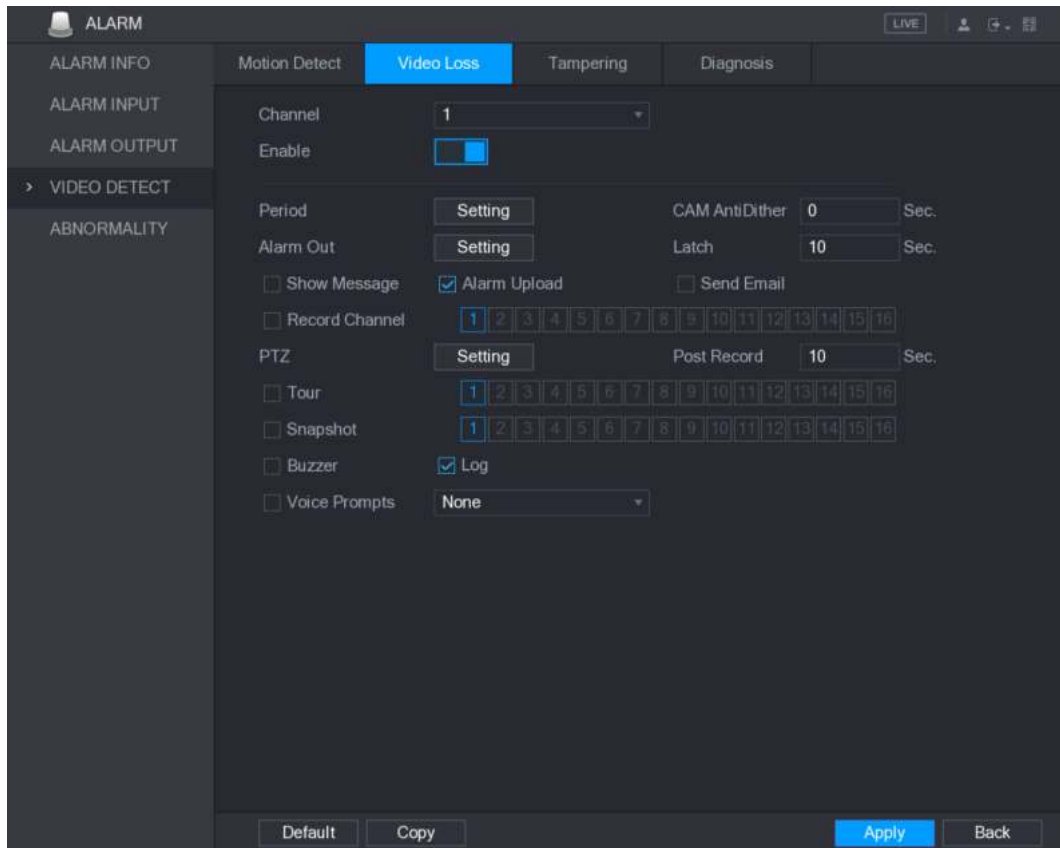 ALARM LIVE
ALARM INFO
ALARM INPUT
ALARM OUTPUT
> VIDEO DETECT
ABNORMALITY
Motion Detect Video Loss Tampering Diagnosis
Channel 1
Enable
Period Setting CAM AntiDither 0 Sec.
Alarm Out Setting Latch 10 Sec.
Show Message Alarm Upload Send Email
Record Channel 1 2 3 4 5 6 7 8 9 10 11 12 13 14 15 16
PTZ Setting Post Record 10 Sec.
Tour 1 2 3 4 5 6 7 8 9 10 11 12 13 14 15 16
Snapshot 1 2 3 4 5 6 7 8 9 10 11 12 13 14 15 16
Buzzer Log
Voice Prompts None
Default Copy Apply Back